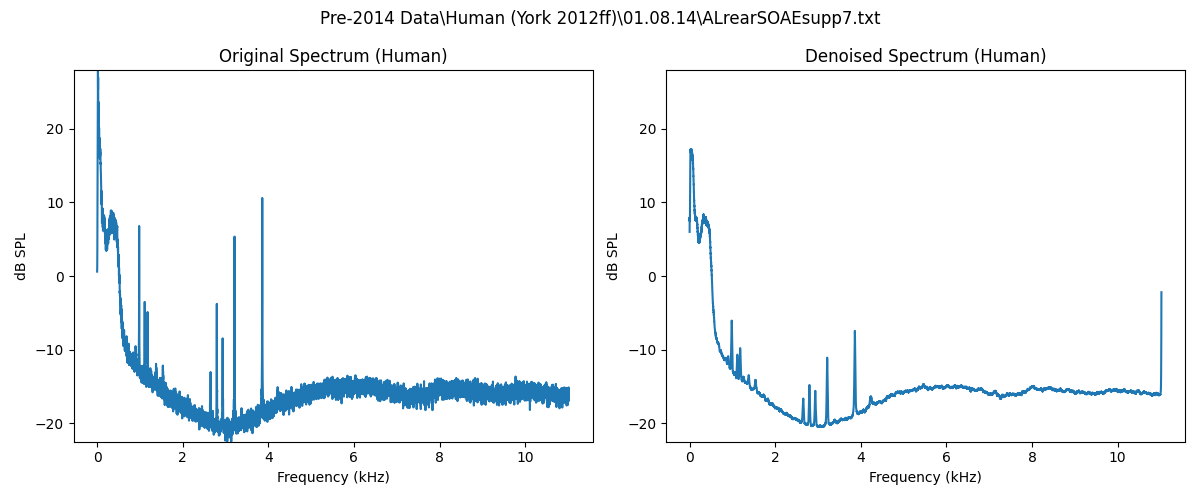 Pre-2014 Data\Human (York 2012ff)\01.08.14\ALrearSOAEsupp7.txt
Original Spectrum (Human)
20
10
0
−10
−20
dB SPL
0 2 4 6 8 10
Frequency (kHz)
Denoised Spectrum (Human)
20
10
0
−10
−20
dB SPL
0 2 4 6 8 10
Frequency (kHz)